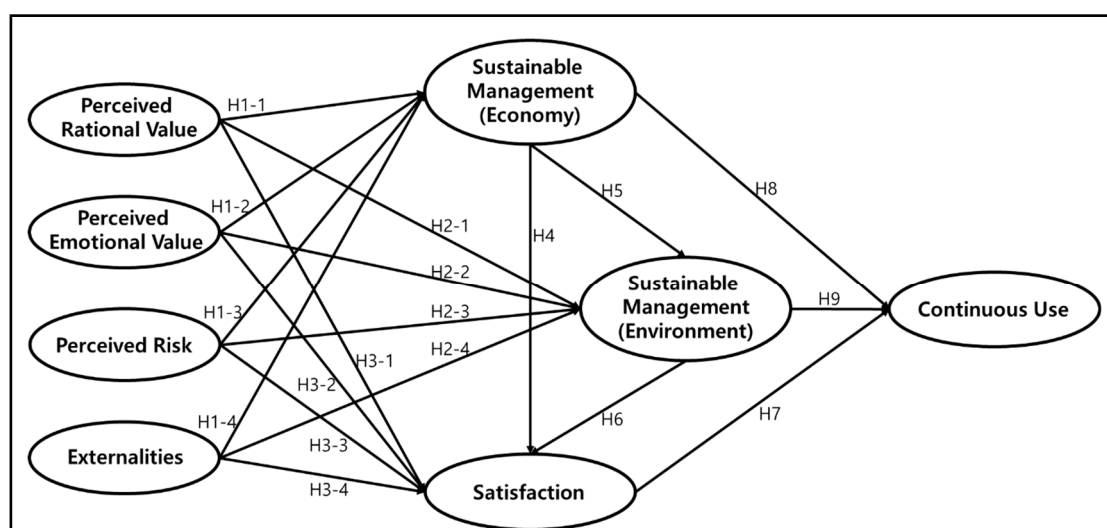 Perceived
Rational Value
Perceived
Emotional Value
Perceived Risk
Externalities
H1-1
H1-2
H1-3
H1-4
H2-1
H2-2
H2-3
H2-4
H3-1
H3-2
H3-3
H3-4
Sustainable
Management
(Economy)
H4
H5
H8
Sustainable
Management
(Environment)
H9
H6
H7
Satisfaction
Continuous Use